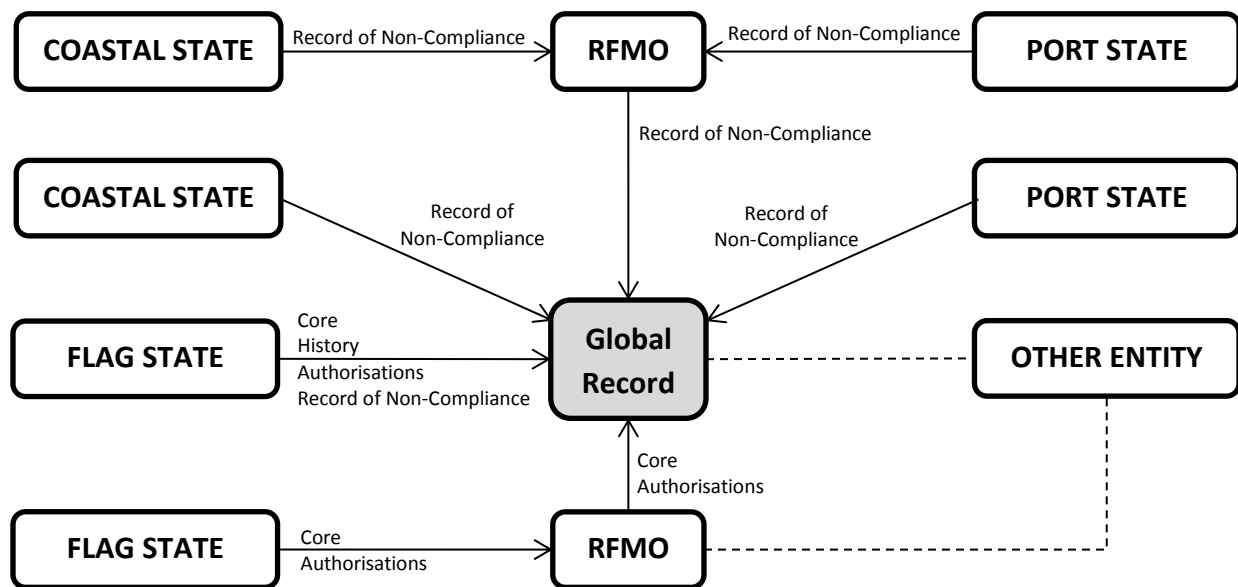 COASTAL STATE
Record of Non-Compliance
RFMO
Record of Non-Compliance
PORT STATE
Record of Non-Compliance
COASTAL STATE
Record of
Non-Compliance
Record of
Non-Compliance
PORT STATE
FLAG STATE
Core
History
Authorisations
Record of Non-Compliance
Global
Record
OTHER ENTITY
Core
Authorisations
FLAG STATE
Core
Authorisations
RFMO